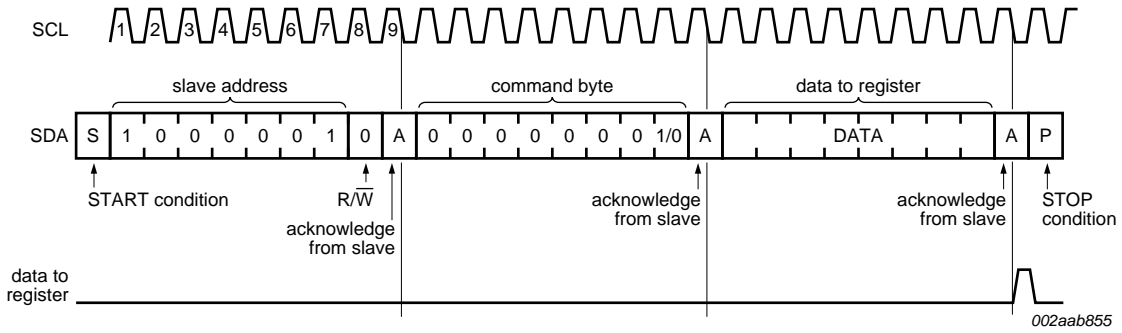 SCL 1 2 3 4 5 6 7 8 9
slave address command byte data to register
SDA S 1 0 0 0 0 0 1 0 A 0 0 0 0 0 0 0 1/0 A DATA A P
START condition R/W̅ acknowledge from slave acknowledge from slave acknowledge from slave STOP condition
data to register
002aab855